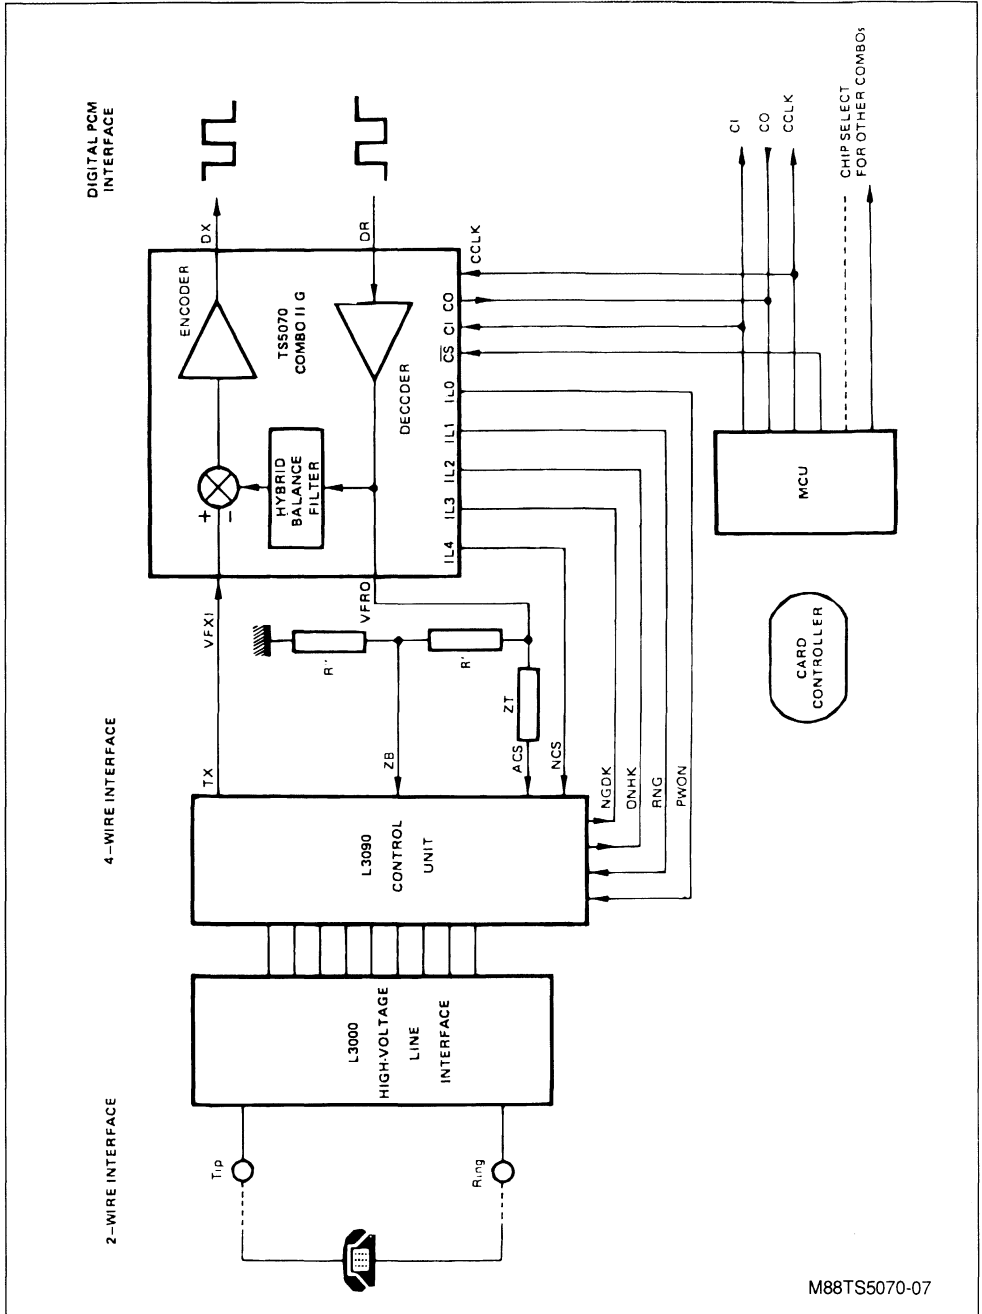 2-WIRE INTERFACE
4-WIRE INTERFACE
DIGITAL PCM
INTERFACE
Tip
Ring
L3000
HIGH-VOLTAGE
LINE
INTERFACE
L3090
CONTROL
UNIT
TX
ZB
ACS
NCS
NGDK
ONHK
RNG
PWON
R''
R'
ZT
VFXI
VFRO
+
-
HYBRID
BALANCE
FILTER
ENCODER
TS5070
COMBO II G
DECODER
DX
DR
IL4
IL3
IL2
IL1
IL0
CS
CI
CO
CCLK
CARD
CONTROLLER
MCU
CI
CO
CCLK
CHIP SELECT
FOR OTHER COMBOs
M88TS5070-07